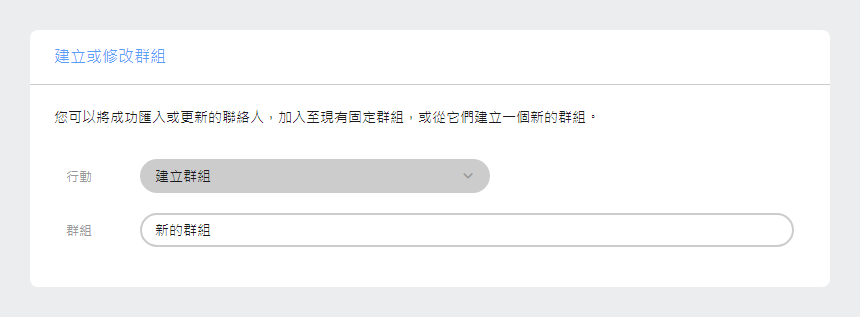 建立或修改群組
您可以將成功匯入或更新的聯絡人，加入至現有固定群組，或從它們建立一個新的群組。
行動
建立群組
群組
新的群組